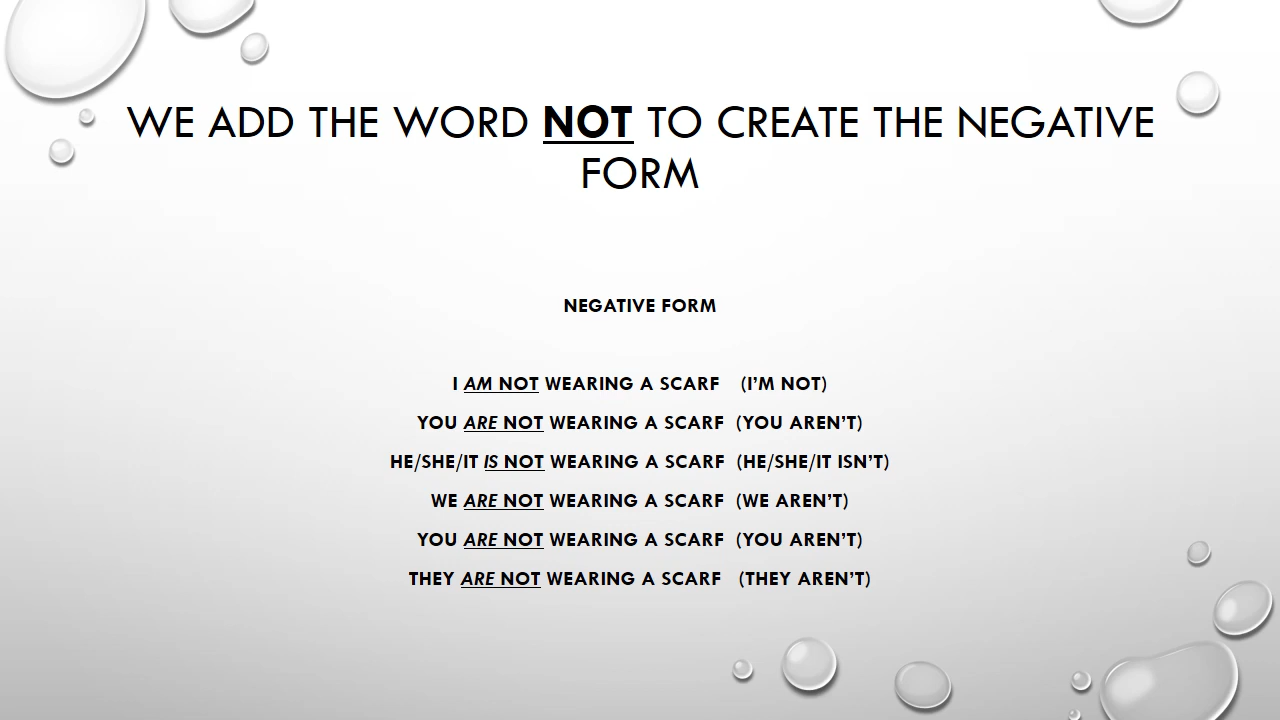 WE ADD THE WORD NOT TO CREATE THE NEGATIVE
FORM
NEGATIVE FORM
I AM NOT WEARING A SCARF (I’M NOT)
YOU ARE NOT WEARING A SCARF (YOU AREN’T)
HE/SHE/IT IS NOT WEARING A SCARF (HE/SHE/IT ISN’T)
WE ARE NOT WEARING A SCARF (WE AREN’T)
YOU ARE NOT WEARING A SCARF (YOU AREN’T)
THEY ARE NOT WEARING A SCARF (THEY AREN’T)